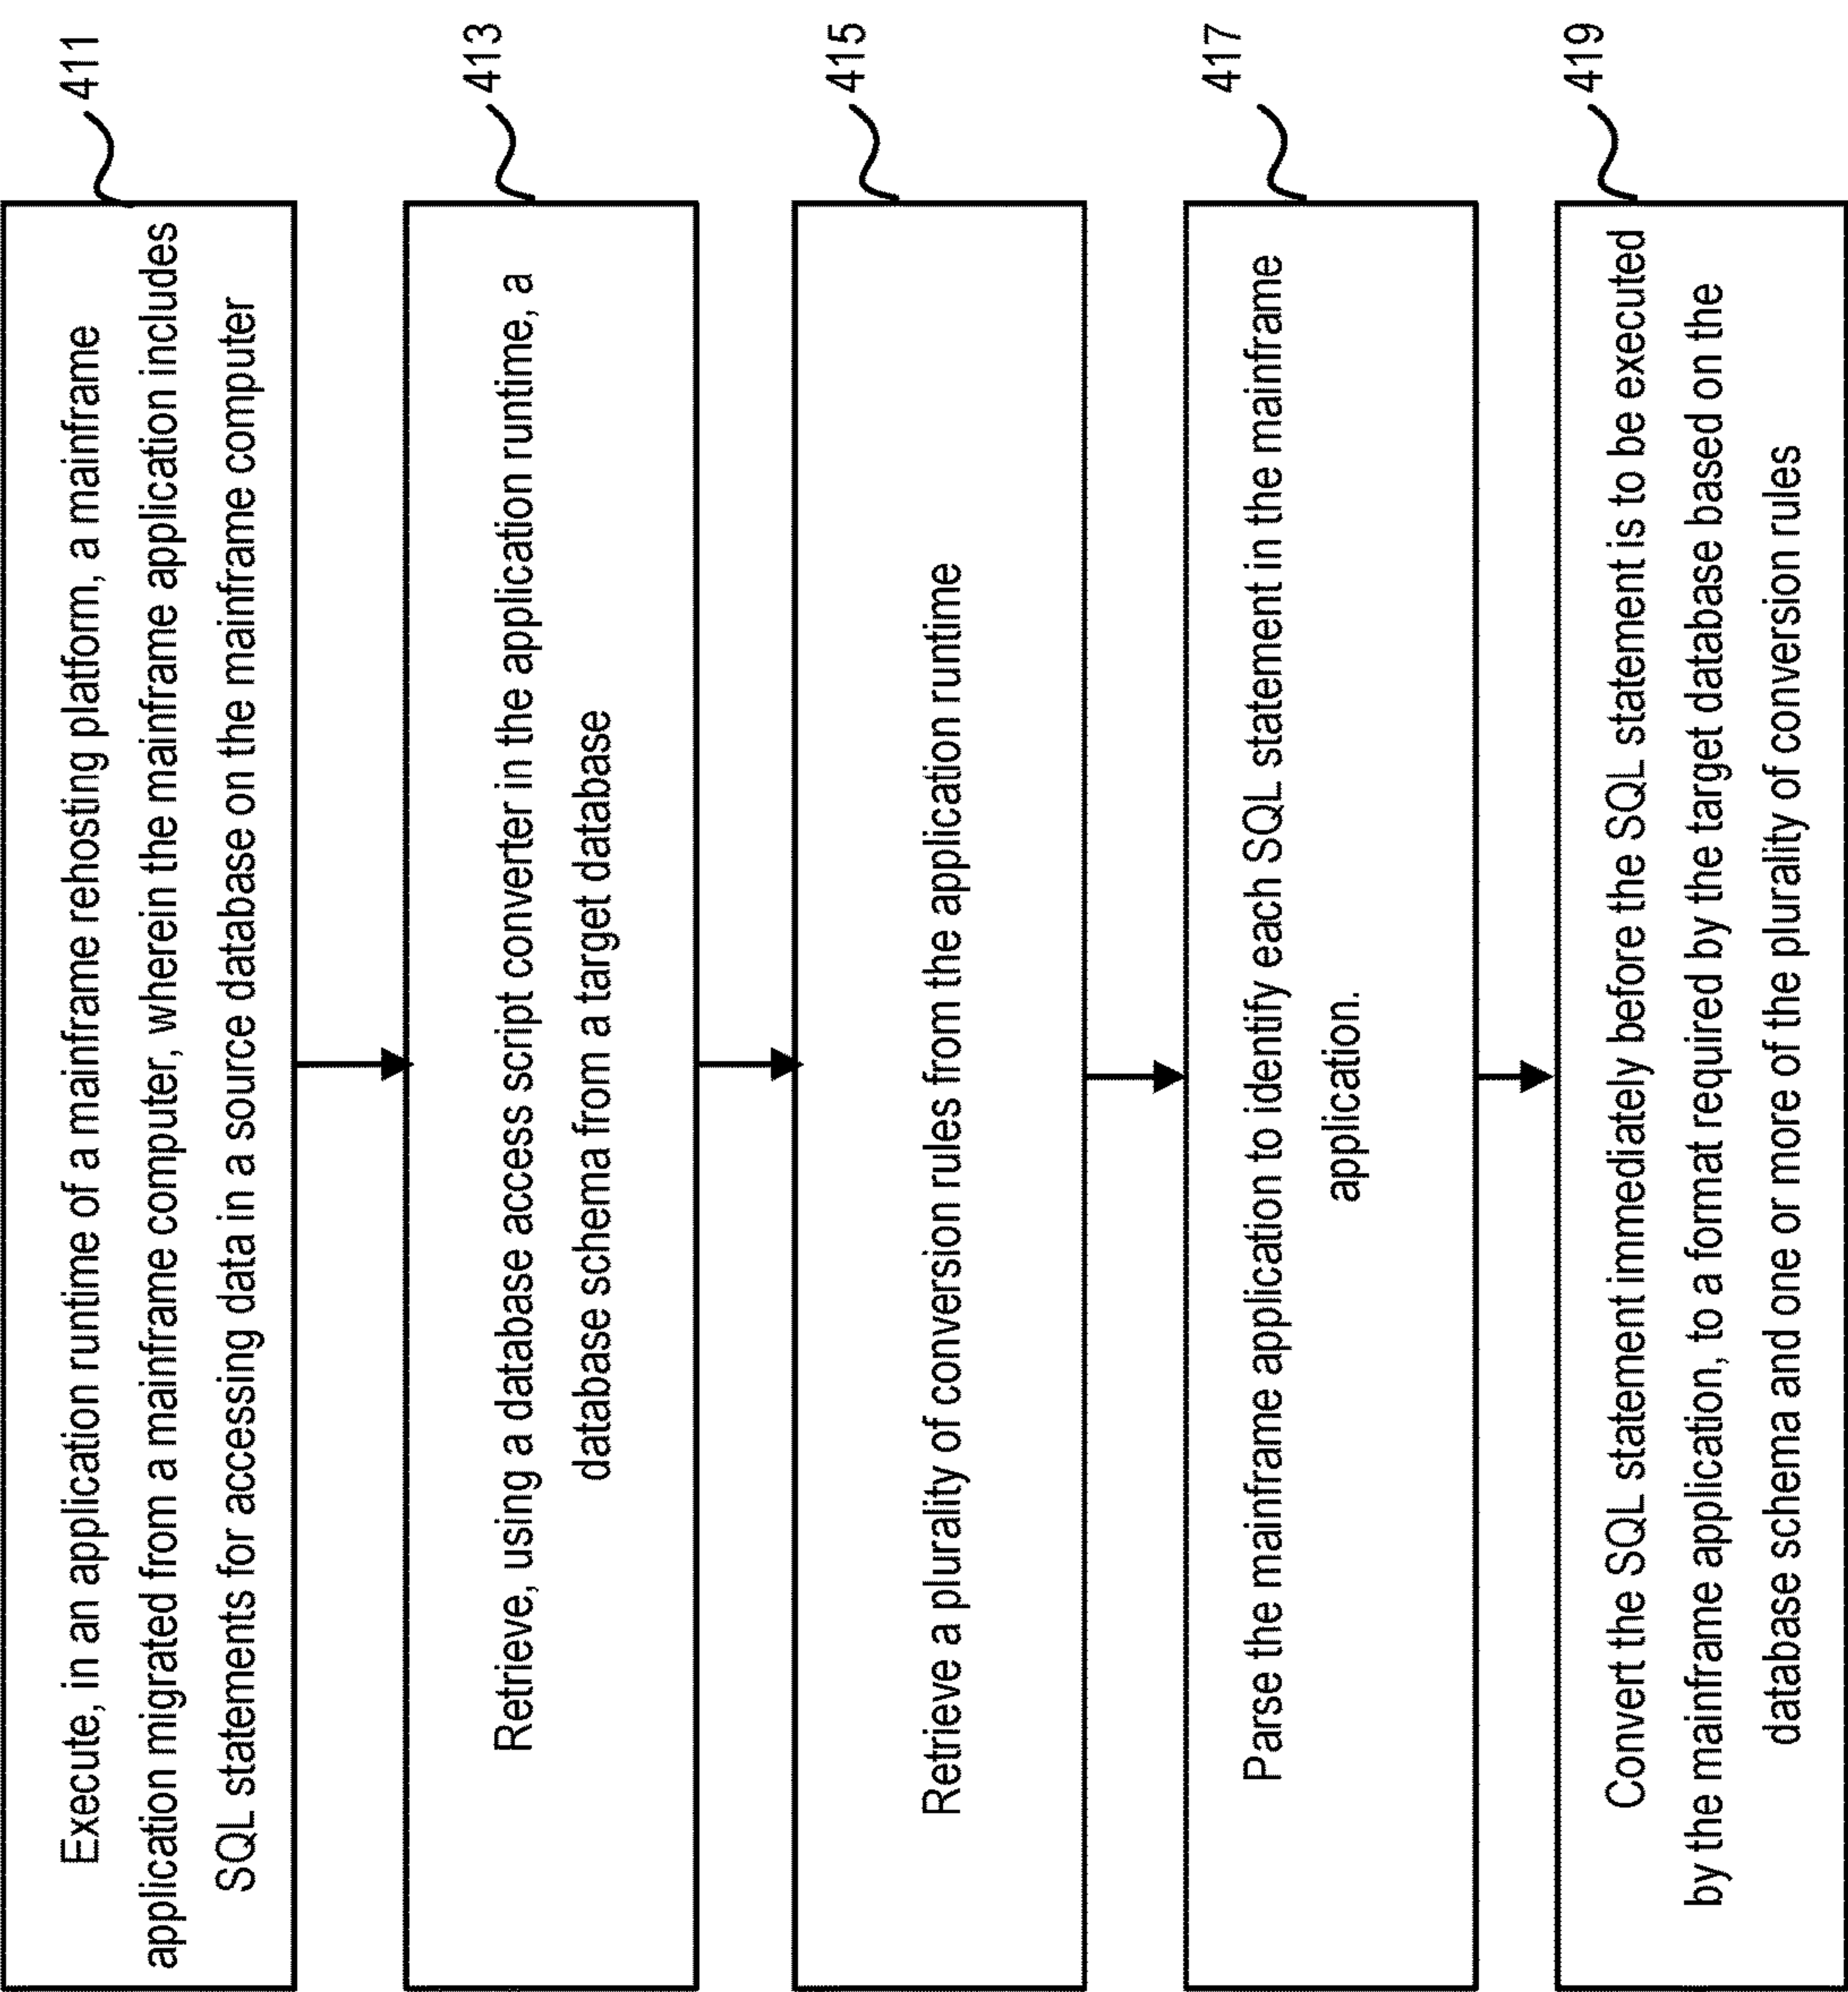 411
Execute, in an application runtime of a mainframe rehosting platform, a mainframe
application migrated from a mainframe computer, wherein the mainframe application includes
SQL statements for accessing data in a source database on the mainframe computer
413
Retrieve, using a database access script converter in the application runtime, a
database schema from a target database
415
Retrieve a plurality of conversion rules from the application runtime
417
Parse the mainframe application to identify each SQL statement in the mainframe
application.
419
Convert the SQL statement immediately before the SQL statement is to be executed
by the mainframe application, to a format required by the target database based on the
database schema and one or more of the plurality of conversion rules